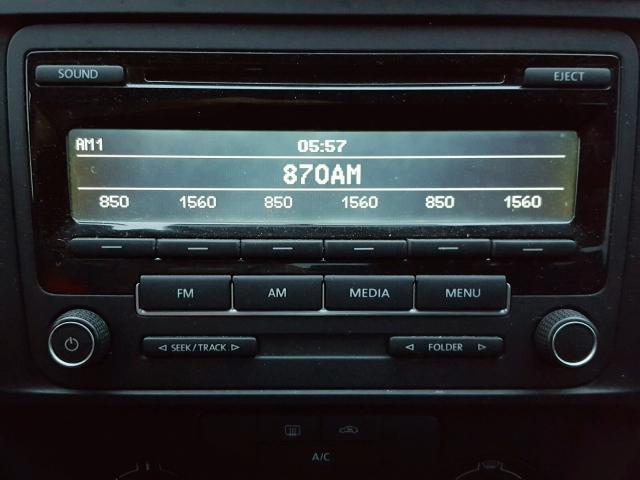 SOUND EJECT
AM1 05:57
870AM
850 1560 850 1560 850 1560
FM AM MEDIA MENU
SEEK/TRACK FOLDER
A/C